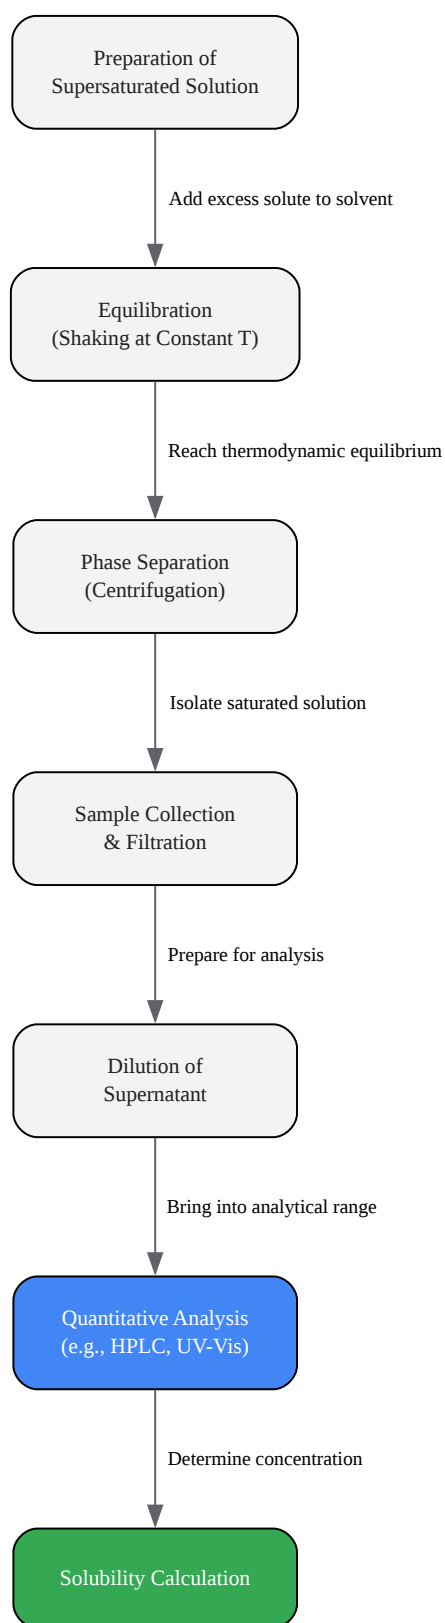 Preparation of
Supersaturated Solution
Add excess solute to solvent
Equilibration
(Shaking at Constant T)
Reach thermodynamic equilibrium
Phase Separation
(Centrifugation)
Isolate saturated solution
Sample Collection
& Filtration
Prepare for analysis
Dilution of
Supernatant
Bring into analytical range
Quantitative Analysis
(e.g., HPLC, UV-Vis)
Determine concentration
Solubility Calculation